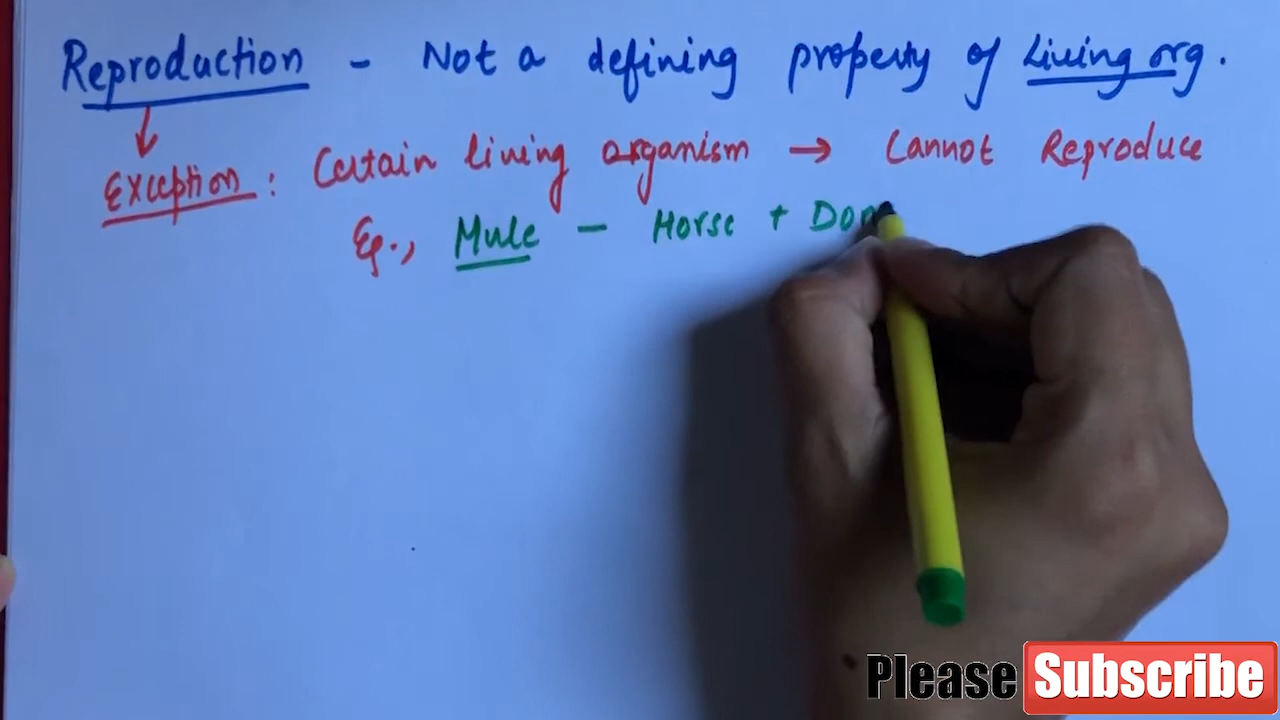 Reproduction - Not a defining property of Living org.
Exception : Certain living organism → Cannot Reproduce
Eg., Mule - Horse + Don
Please Subscribe